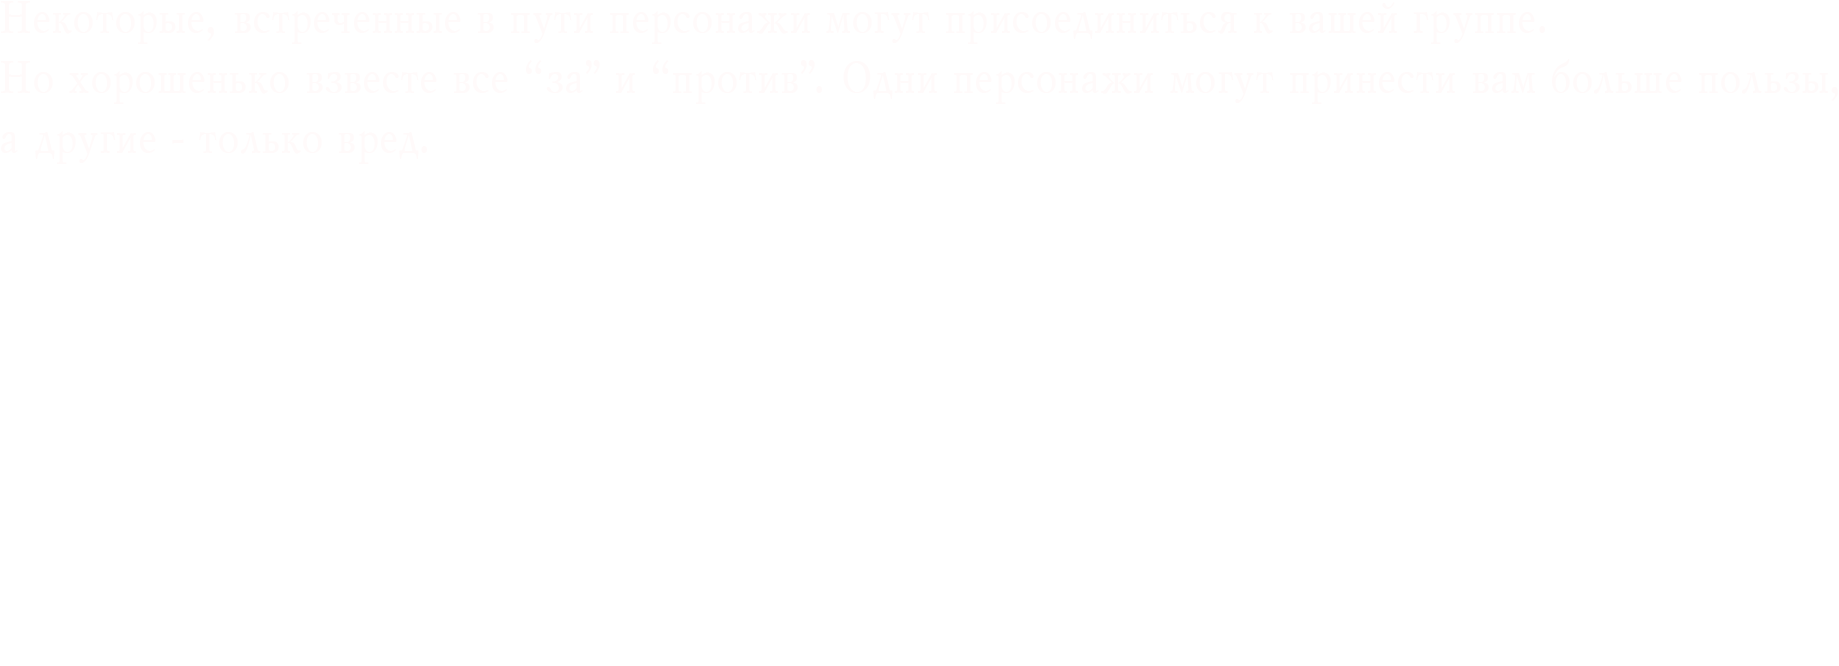 Некоторые, встреченные в пути персонажи могут присоединиться к вашей группе.
Но хорошенько взвесте все “за” и “против”. Одни персонажи могут принести вам больше пользы,
а другие - только вред.